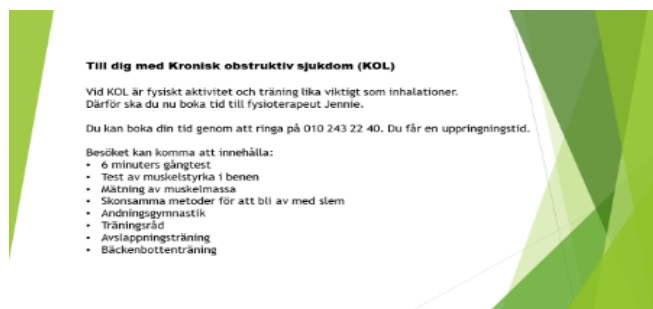 Till dig med Kronisk obstruktiv sjukdom (KOL)
Vid KOL är fysiskt aktivitet och träning lika viktigt som inhalationer.
Därför ska du nu boka tid till fysioterapeut Jennie.
Du kan boka din tid genom att ringa på 010 243 22 40. Du får en uppringningstid.
Besöket kan komma att innehålla:
• 6 minuters gångtest
• Test av muskelstyrka i benen
• Mätning av muskelmassa
• Skonsamma metoder för att bli av med slem
• Andningsgymnastik
• Träningsråd
• Avslappningsträning
• Bäckenbottenträning